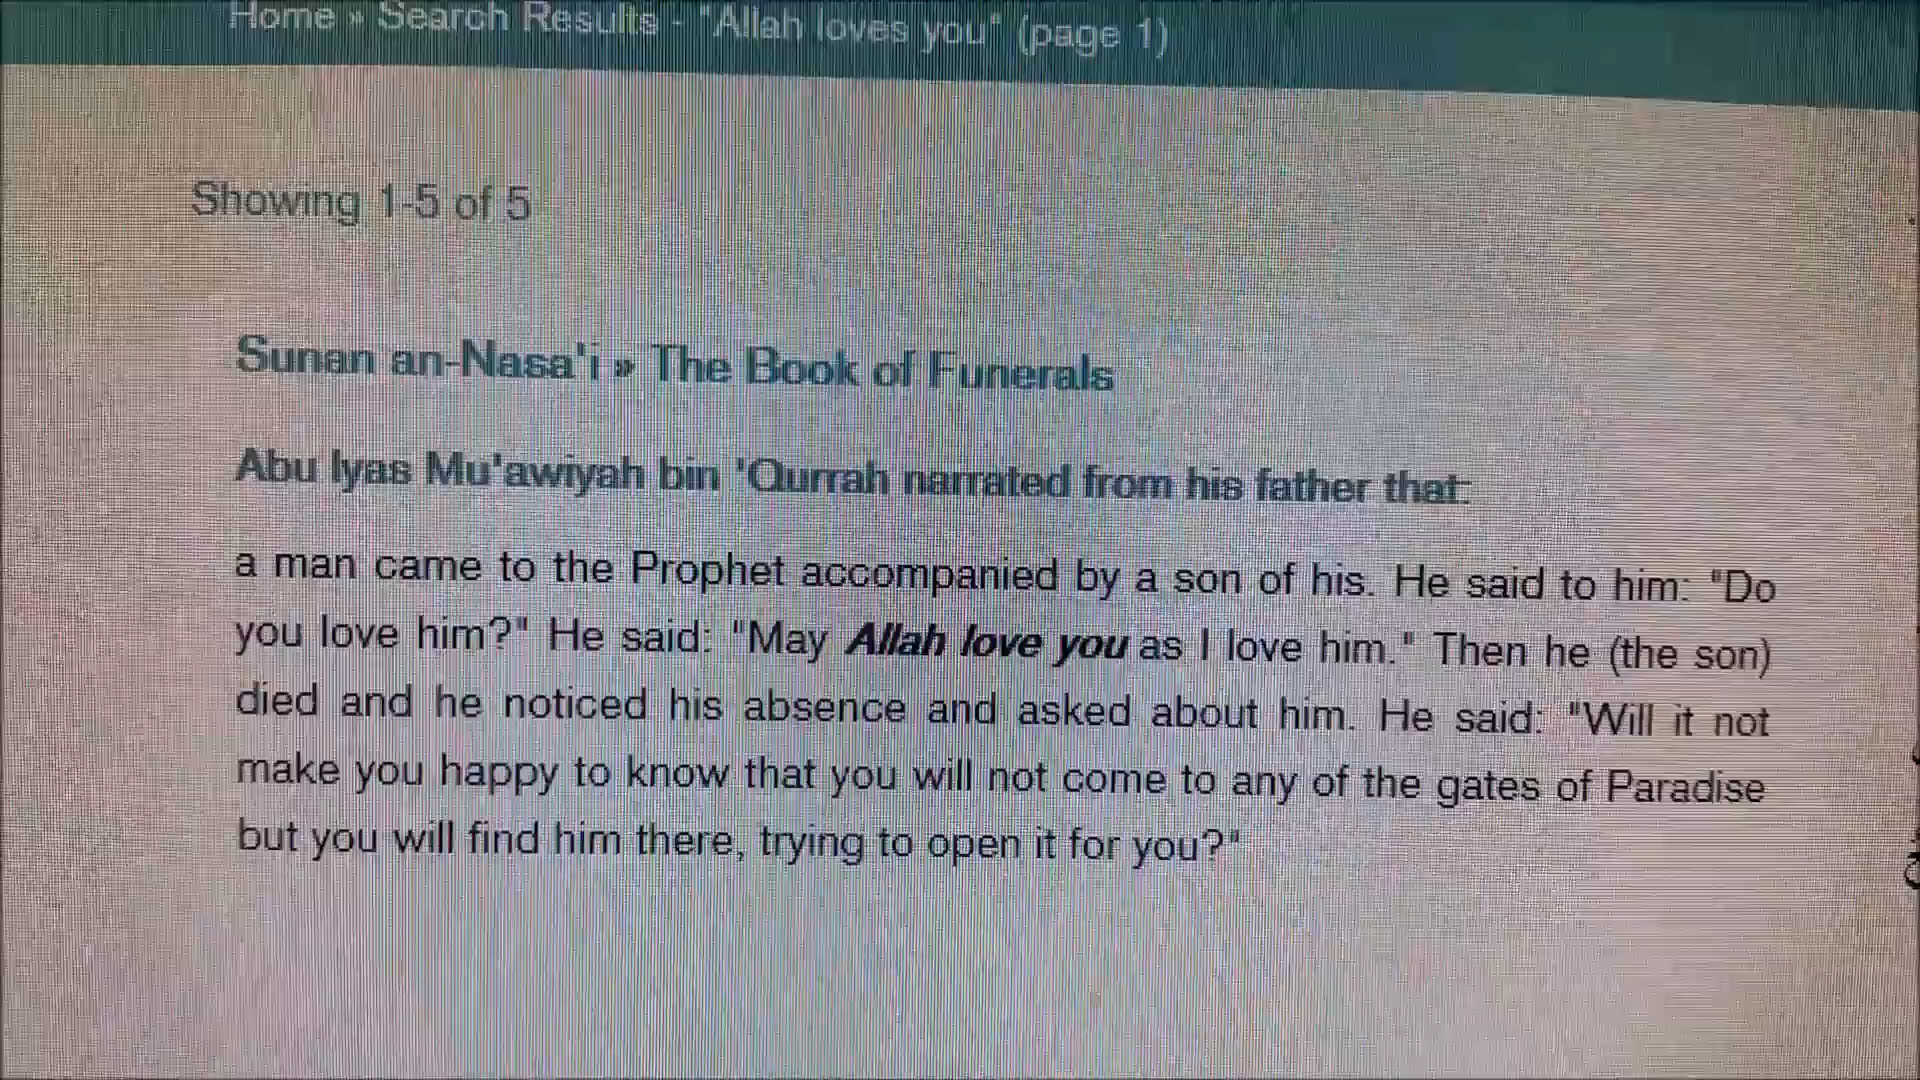 Home » Search Results - "Allah loves you" (page 1)
Showing 1-5 of 5
Sunan an-Nasa'i » The Book of Funerals
Abu Iyas Mu'awiyah bin 'Qurrah narrated from his father that:
a man came to the Prophet accompanied by a son of his. He said to him: "Do
you love him?" He said: "May Allah love you as I love him." Then he (the son)
died and he noticed his absence and asked about him. He said: "Will it not
make you happy to know that you will not come to any of the gates of Paradise
but you will find him there, trying to open it for you?"